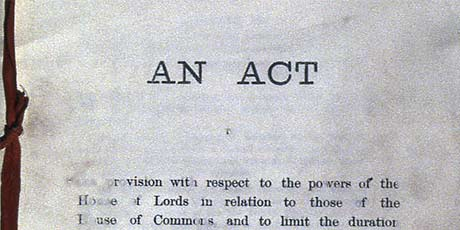 AN ACT
provision with respect to the powers of the
House of Lords in relation to those of the
House of Commons and to limit the duration